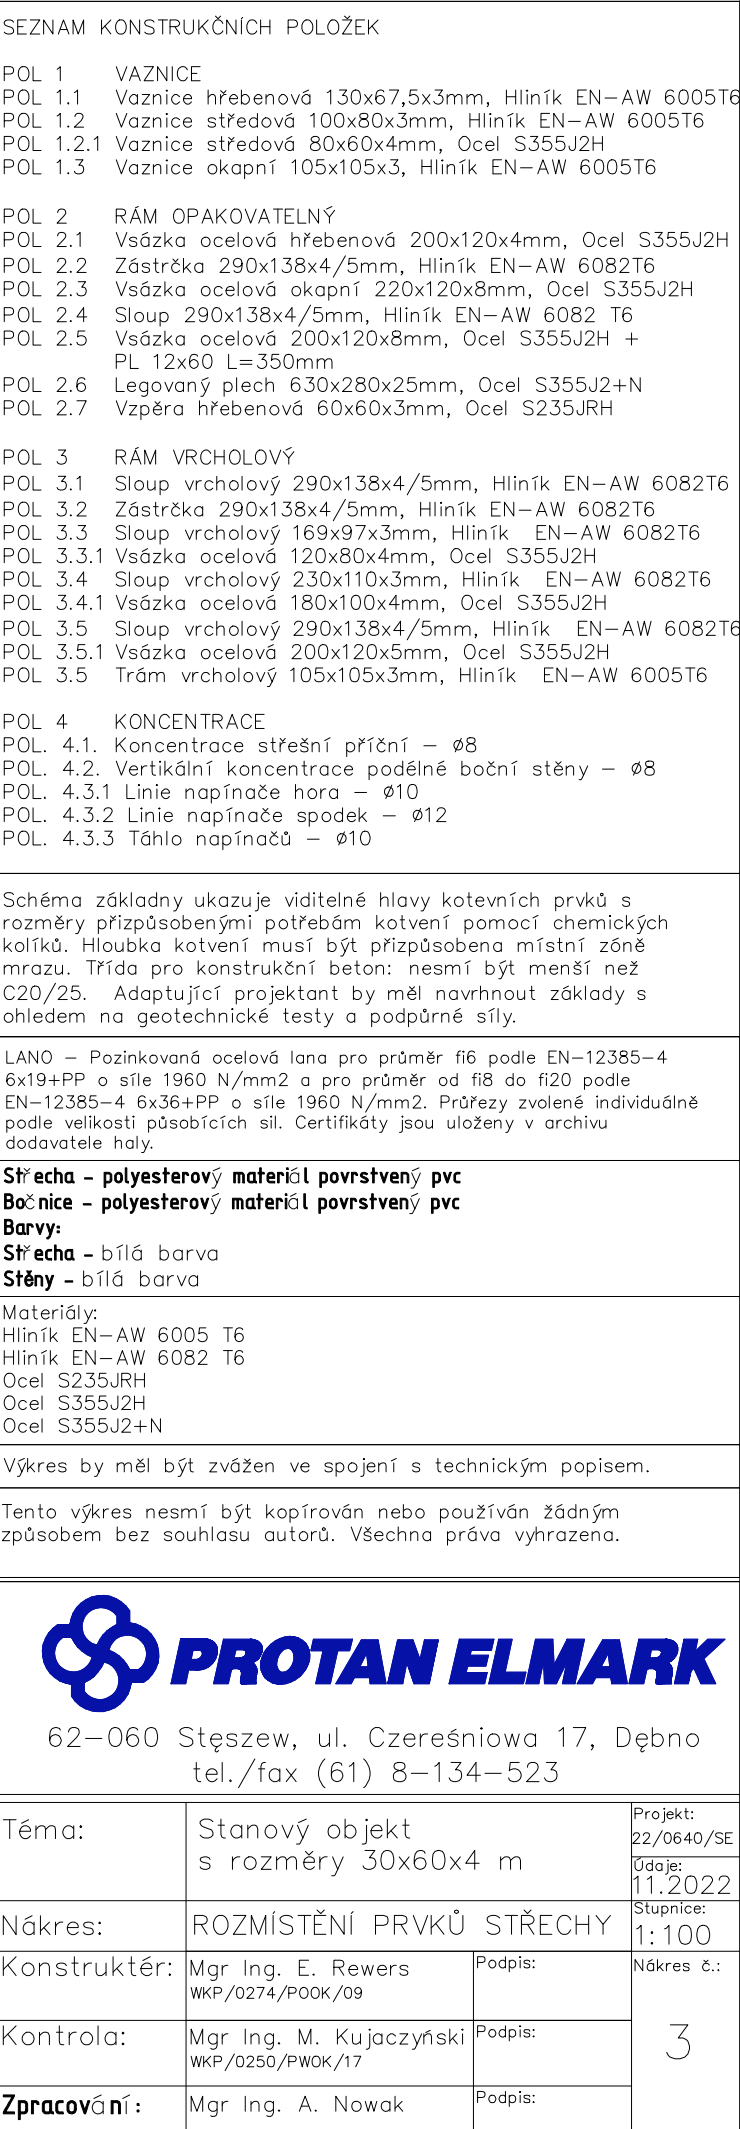 SEZNAM KONSTRUKČNÍCH POLOŽEK
POL 1 VAZNICE
POL 1.1 Vaznice hřebenová 130x67,5x3mm, Hliník EN-AW 6005T6
POL 1.2 Vaznice středová 100x80x3mm, Hliník EN-AW 6005T6
POL 1.2.1 Vaznice středová 80x60x4mm, Ocel S355J2H
POL 1.3 Vaznice okapní 105x105x3, Hliník EN-AW 6005T6
POL 2 RÁM OPAKOVATELNÝ
POL 2.1 Vsázka ocelová hřebenová 200x120x4mm, Ocel S355J2H
POL 2.2 Zástrčka 290x138x4/5mm, Hliník EN-AW 6082T6
POL 2.3 Vsázka ocelová okapní 220x120x8mm, Ocel S355J2H
POL 2.4 Sloup 290x138x4/5mm, Hliník EN-AW 6082 T6
POL 2.5 Vsázka ocelová 200x120x8mm, Ocel S355J2H +
PL 12x60 L=350mm
POL 2.6 Legovaný plech 630x280x25mm, Ocel S355J2+N
POL 2.7 Vzpěra hřebenová 60x60x3mm, Ocel S235JRH
POL 3 RÁM VRCHOLOVÝ
POL 3.1 Sloup vrcholový 290x138x4/5mm, Hliník EN-AW 6082T6
POL 3.2 Zástrčka 290x138x4/5mm, Hliník EN-AW 6082T6
POL 3.3 Sloup vrcholový 169x97x3mm, Hliník EN-AW 6082T6
POL 3.3.1 Vsázka ocelová 120x80x4mm, Ocel S355J2H
POL 3.4 Sloup vrcholový 230x110x3mm, Hliník EN-AW 6082T6
POL 3.4.1 Vsázka ocelová 180x100x4mm, Ocel S355J2H
POL 3.5 Sloup vrcholový 290x138x4/5mm, Hliník EN-AW 6082T6
POL 3.5.1 Vsázka ocelová 200x120x5mm, Ocel S355J2H
POL 3.5 Trám vrcholový 105x105x3mm, Hliník EN-AW 6005T6
POL 4 KONCENTRACE
POL. 4.1. Koncentrace střešní příční - ø8
POL. 4.2. Vertikální koncentrace podélné boční stěny - ø8
POL. 4.3.1 Linie napínače hora - ø10
POL. 4.3.2 Linie napínače spodek - ø12
POL. 4.3.3 Táhlo napínačů - ø10
Schéma základny ukazuje viditelné hlavy kotevních prvků s
rozměry přizpůsobenými potřebám kotvení pomocí chemických
kolíků. Hloubka kotvení musí být přizpůsobena místní zóně
mrazu. Třída pro konstrukční beton: nesmí být menší než
C20/25. Adaptující projektant by měl navrhnout základy s
ohledem na geotechnické testy a podpůrné síly.
LANO - Pozinkovaná ocelová lana pro průměr fi6 podle EN-12385-4
6x19+PP o síle 1960 N/mm2 a pro průměr od fi8 do fi20 podle
EN-12385-4 6x36+PP o síle 1960 N/mm2. Průřezy zvolené individuálně
podle velikosti působících sil. Certifikáty jsou uloženy v archivu
dodavatele haly.
Střecha - polyesterový materiál povrstvený pvc
Bočnice - polyesterový materiál povrstvený pvc
Barvy:
Střecha - bílá barva
Stěny - bílá barva
Materiály:
Hliník EN-AW 6005 T6
Hliník EN-AW 6082 T6
Ocel S235JRH
Ocel S355J2H
Ocel S355J2+N
Výkres by měl být zvážen ve spojení s technickým popisem.
Tento výkres nesmí být kopírován nebo používán žádným
způsobem bez souhlasu autorů. Všechna práva vyhrazena.
PROTAN ELMARK
62-060 Stęszew, ul. Czereśniowa 17, Dębno
tel./fax (61) 8-134-523
Téma: Stanový objekt
s rozměry 30x60x4 m
Projekt:
22/0640/SE
Údaje:
11.2022
Nákres: ROZMÍSTĚNÍ PRVKŮ STŘECHY
Stupnice:
1:100
Konstruktér: Mgr Ing. E. Rewers
WKP/0274/POOK/09
Podpis:
Nákres č.:
3
Kontrola: Mgr Ing. M. Kujaczyński
WKP/0250/PWOK/17
Podpis:
Zpracování: Mgr Ing. A. Nowak
Podpis: